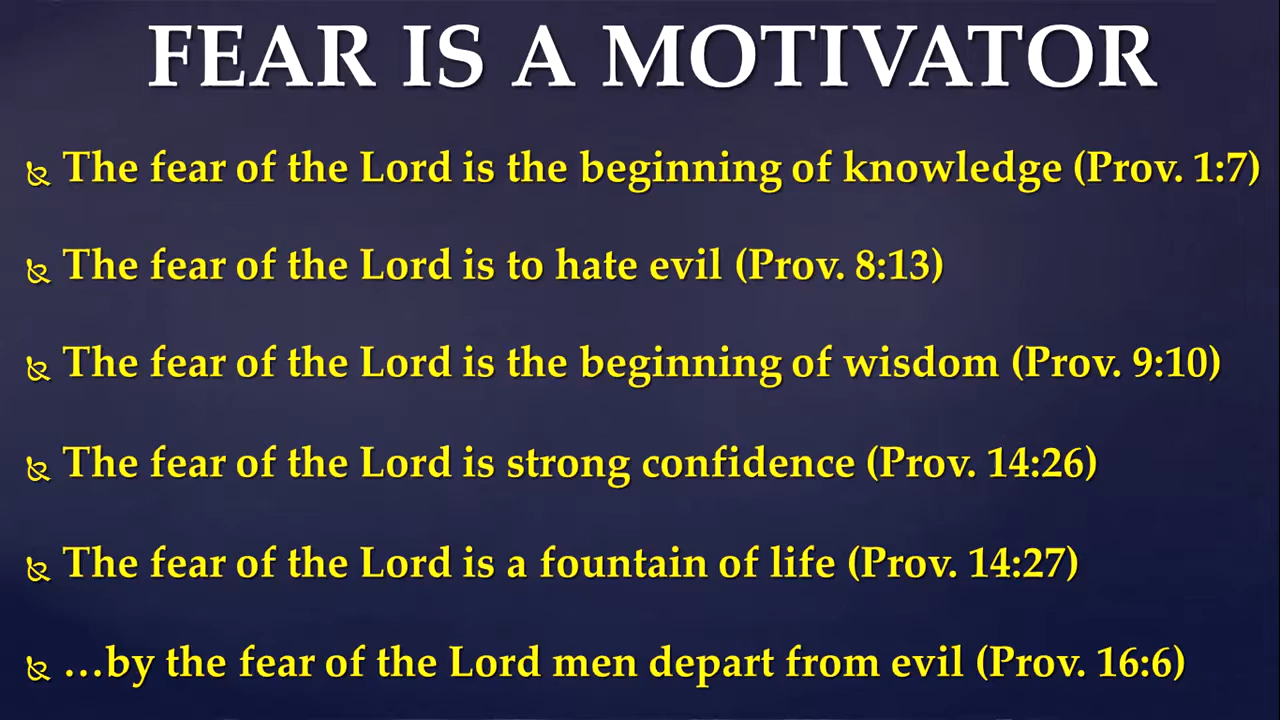 FEAR IS A MOTIVATOR
The fear of the Lord is the beginning of knowledge (Prov. 1:7)
The fear of the Lord is to hate evil (Prov. 8:13)
The fear of the Lord is the beginning of wisdom (Prov. 9:10)
The fear of the Lord is strong confidence (Prov. 14:26)
The fear of the Lord is a fountain of life (Prov. 14:27)
…by the fear of the Lord men depart from evil (Prov. 16:6)